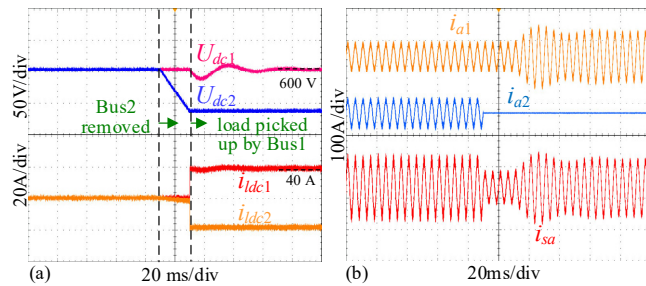 50 V/div
20A/div
U_dc1
600 V
U_dc2
Bus2
removed
load picked
up by Bus1
i_ldc1
40 A
i_ldc2
(a)
20 ms/div
100A/div
i_a1
i_a2
i_sa
(b)
20ms/div